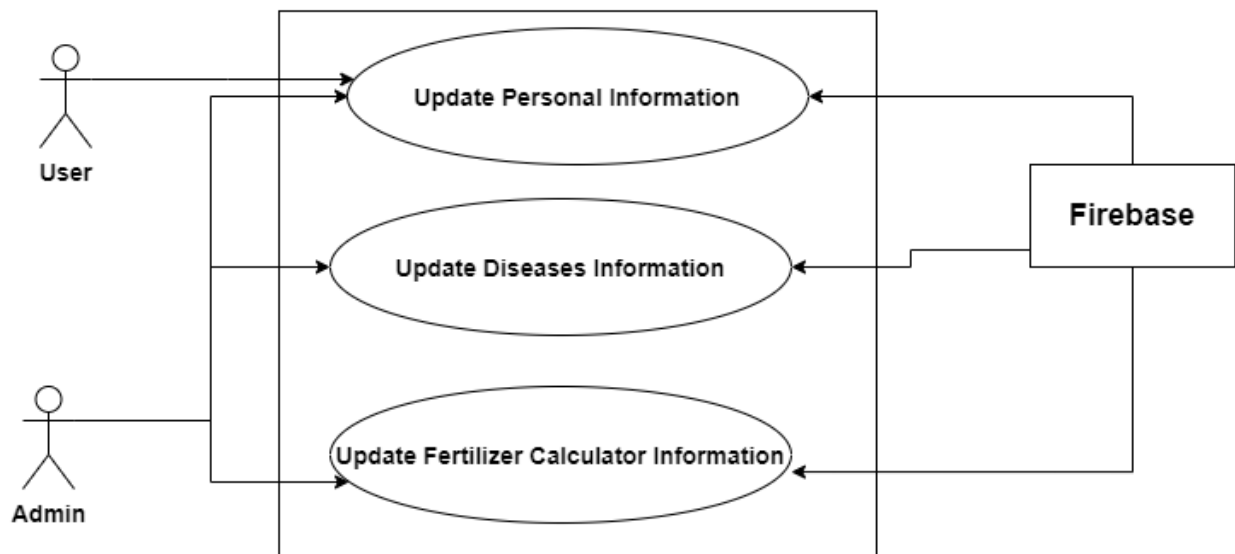 Update Personal Information
User
Firebase
Update Diseases Information
Update Fertilizer Calculator Information
Admin